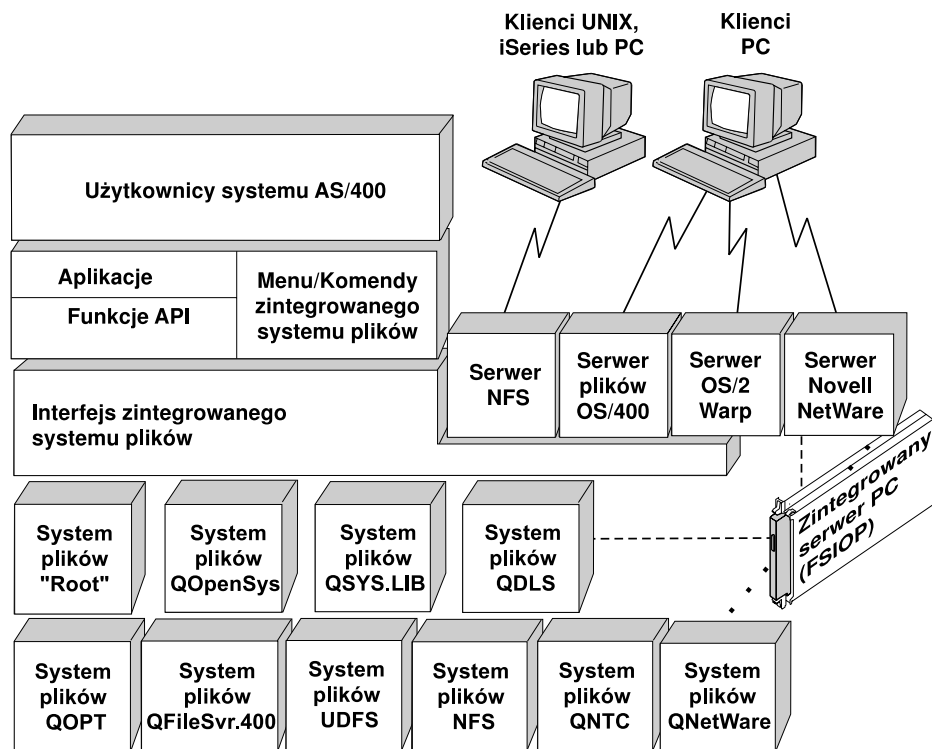 Klienci UNIX,
iSeries lub PC
Klienci
PC
Użytkownicy systemu AS/400
Aplikacje
Funkcje API
Menu/Komendy
zintegrowanego
systemu plików
Serwer
NFS
Serwer
plików
OS/400
Serwer
OS/2
Warp
Serwer
Novell
NetWare
Interfejs zintegrowanego
systemu plików
Zintegrowany
serwer PC
(FSIOP)
System
plików
"Root"
System
plików
QOpenSys
System
plików
QSYS.LIB
System
plików
QDLS
System
plików
QOPT
System
plików
QFileSvr.400
System
plików
UDFS
System
plików
NFS
System
plików
QNTC
System
plików
QNetWare